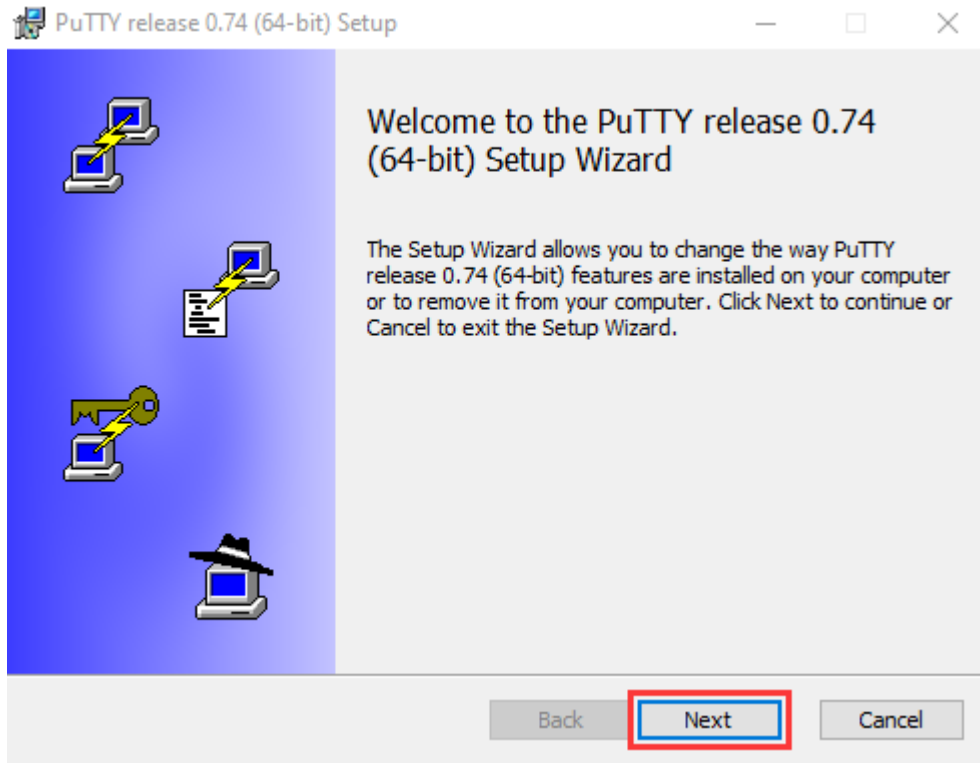 PuTTY release 0.74 (64-bit) Setup
Welcome to the PuTTY release 0.74
(64-bit) Setup Wizard
The Setup Wizard allows you to change the way PuTTY
release 0.74 (64-bit) features are installed on your computer
or to remove it from your computer. Click Next to continue or
Cancel to exit the Setup Wizard.
Back Next Cancel